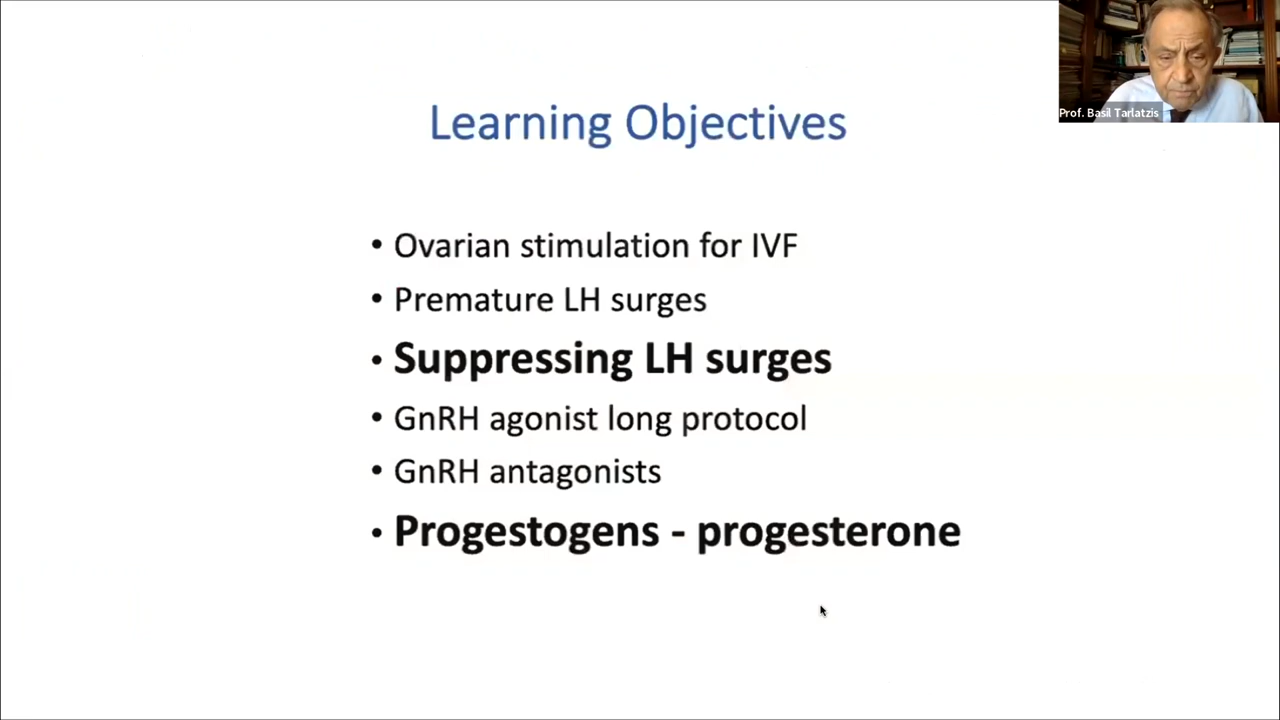 Learning Objectives
• Ovarian stimulation for IVF
• Premature LH surges
• Suppressing LH surges
• GnRH agonist long protocol
• GnRH antagonists
• Progestogens - progesterone
Prof. Basil Tarlatzis